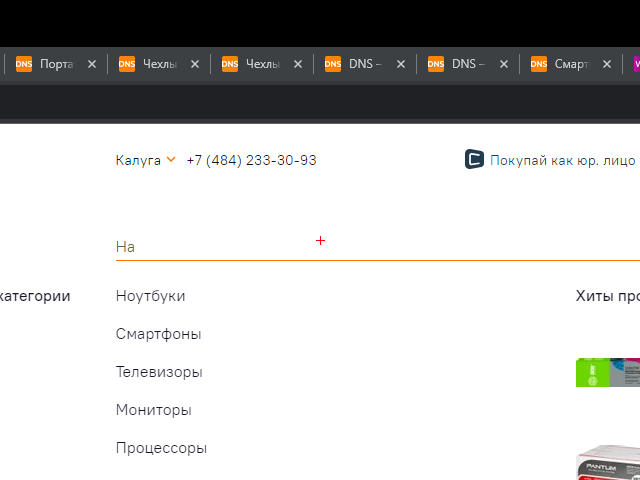 DNS Порта
DNS Чехлы
DNS Чехлы
DNS DNS –
DNS DNS –
DNS Смарт
Калуга +7 (484) 233-30-93 Покупай как юр. лицо
На
категории
Ноутбуки
Смартфоны
Телевизоры
Мониторы
Процессоры
Хиты про
PANTUM